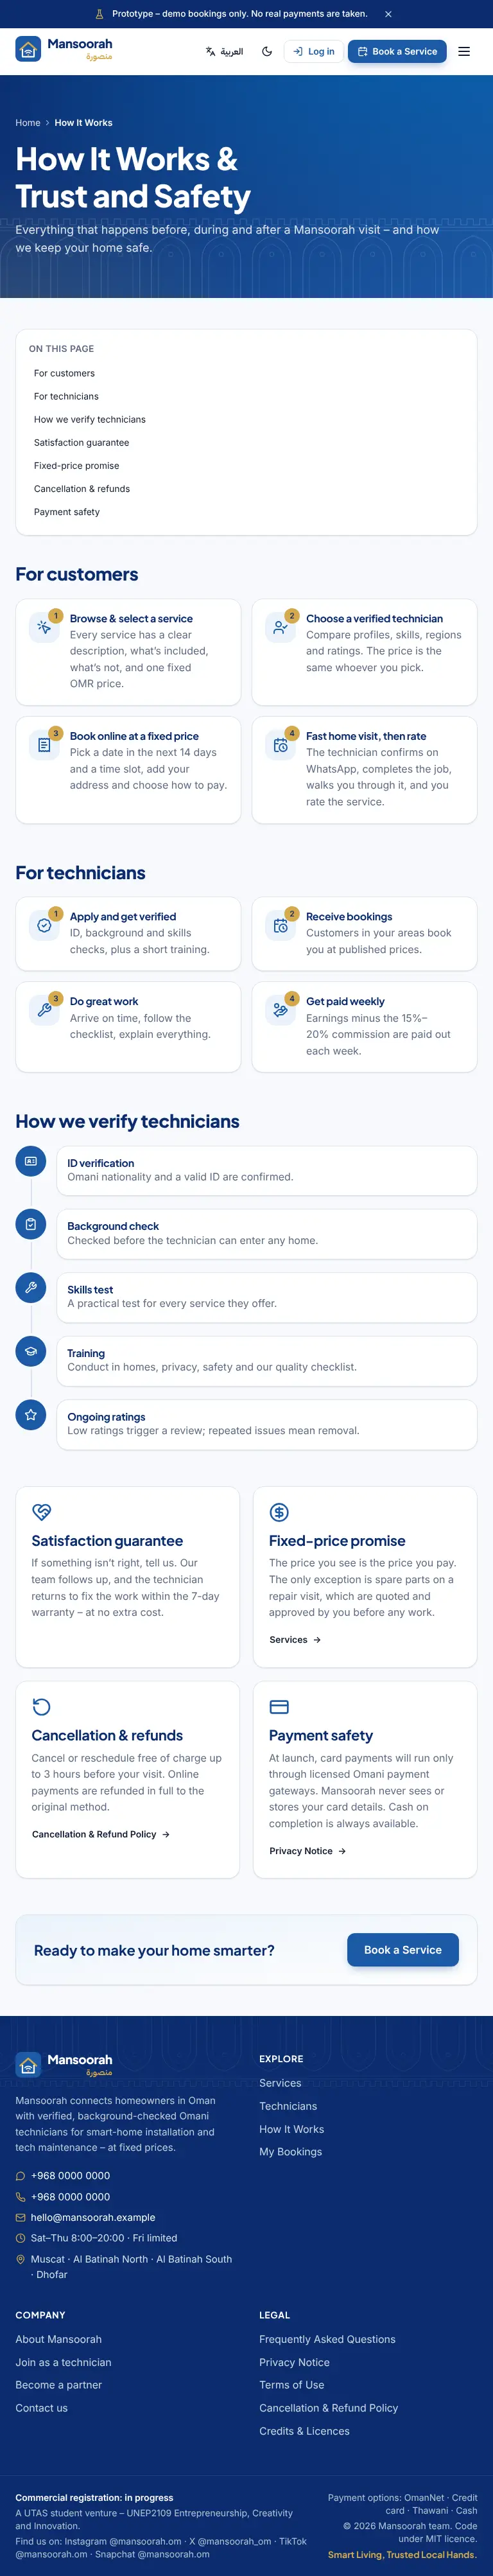 Prototype – demo bookings only. No real payments are taken.
Mansoorah
منصورة
العربية
Log in
Book a Service
Home
How It Works
How It Works &
Trust and Safety
Everything that happens before, during and after a Mansoorah visit – and how
we keep your home safe.
ON THIS PAGE
For customers
For technicians
How we verify technicians
Satisfaction guarantee
Fixed-price promise
Cancellation & refunds
Payment safety
For customers
1
Browse & select a service
Every service has a clear
description, what's included,
what's not, and one fixed
OMR price.
2
Choose a verified technician
Compare profiles, skills, regions
and ratings. The price is the
same whoever you pick.
3
Book online at a fixed price
Pick a date in the next 14 days
and a time slot, add your
address and choose how to pay.
4
Fast home visit, then rate
The technician confirms on
WhatsApp, completes the job,
walks you through it, and you
rate the service.
For technicians
1
Apply and get verified
ID, background and skills
checks, plus a short training.
2
Receive bookings
Customers in your areas book
you at published prices.
3
Do great work
Arrive on time, follow the
checklist, explain everything.
4
Get paid weekly
Earnings minus the 15%–
20% commission are paid out
each week.
How we verify technicians
ID verification
Omani nationality and a valid ID are confirmed.
Background check
Checked before the technician can enter any home.
Skills test
A practical test for every service they offer.
Training
Conduct in homes, privacy, safety and our quality checklist.
Ongoing ratings
Low ratings trigger a review; repeated issues mean removal.
Satisfaction guarantee
If something isn't right, tell us. Our
team follows up, and the technician
returns to fix the work within the 7-day
warranty – at no extra cost.
Fixed-price promise
The price you see is the price you pay.
The only exception is spare parts on a
repair visit, which are quoted and
approved by you before any work.
Services →
Cancellation & refunds
Cancel or reschedule free of charge up
to 3 hours before your visit. Online
payments are refunded in full to the
original method.
Cancellation & Refund Policy →
Payment safety
At launch, card payments will run only
through licensed Omani payment
gateways. Mansoorah never sees or
stores your card details. Cash on
completion is always available.
Privacy Notice →
Ready to make your home smarter?
Book a Service
Mansoorah
منصورة
Mansoorah connects homeowners in Oman
with verified, background-checked Omani
technicians for smart-home installation and
tech maintenance – at fixed prices.
+968 0000 0000
+968 0000 0000
hello@mansoorah.example
Sat–Thu 8:00–20:00 · Fri limited
Muscat · Al Batinah North · Al Batinah South
· Dhofar
EXPLORE
Services
Technicians
How It Works
My Bookings
COMPANY
About Mansoorah
Join as a technician
Become a partner
Contact us
LEGAL
Frequently Asked Questions
Privacy Notice
Terms of Use
Cancellation & Refund Policy
Credits & Licences
Commercial registration: in progress
A UTAS student venture – UNEP2109 Entrepreneurship, Creativity
and Innovation.
Find us on: Instagram @mansoorah.om · X @mansoorah_om · TikTok
@mansoorah.om · Snapchat @mansoorah.om
Payment options: OmanNet · Credit
card · Thawani · Cash
© 2026 Mansoorah team. Code
under MIT licence.
Smart Living, Trusted Local Hands.